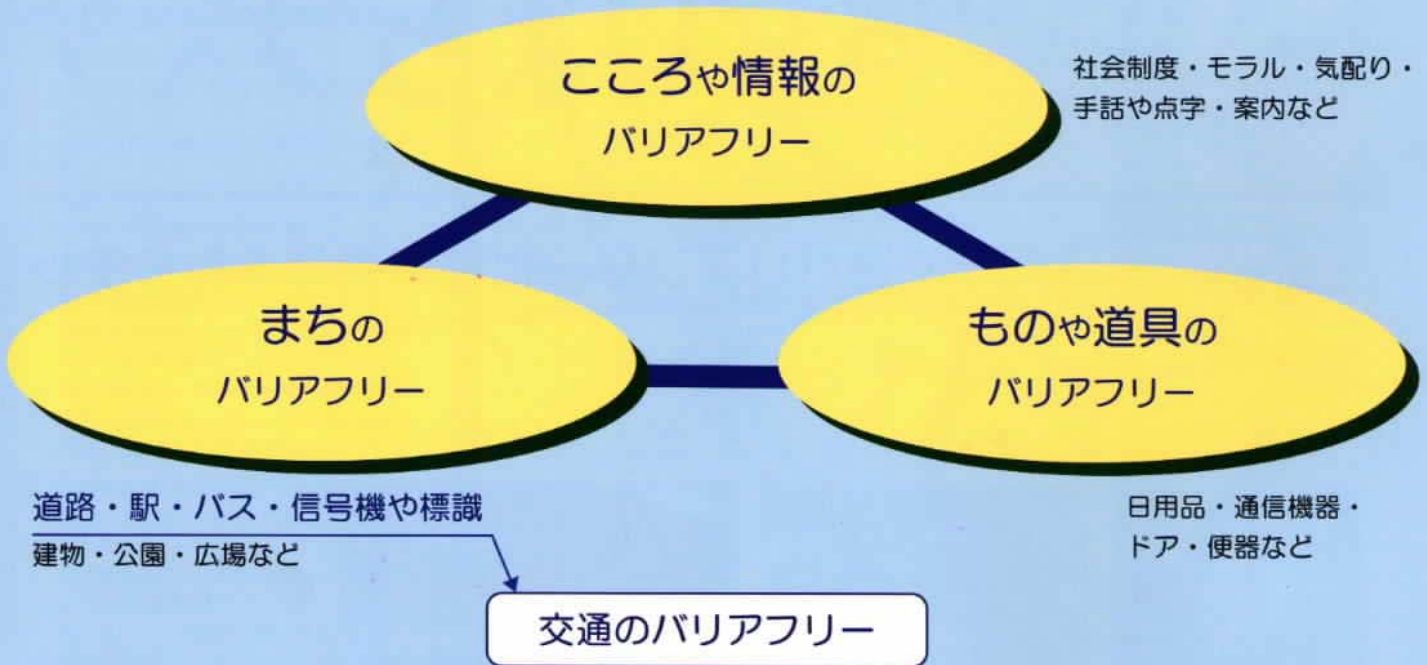 こころや情報の
バリアフリー
社会制度・モラル・気配り・
手話や点字・案内など
まちの
バリアフリー
ものや道具の
バリアフリー
道路・駅・バス・信号機や標識
建物・公園・広場など
日用品・通信機器・
ドア・便器など
交通のバリアフリー